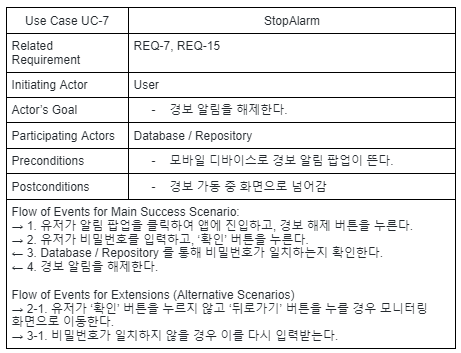 Use Case UC-7 StopAlarm
Related REQ-7, REQ-15
Requirement
Initiating Actor User
Actor's Goal - 경보 알림을 해제한다.
Participating Actors Database / Repository
Preconditions - 모바일 디바이스로 경보 알림 팝업이 뜬다.
Postconditions - 경보 가동 중 화면으로 넘어감
Flow of Events for Main Success Scenario:
→ 1. 유저가 알림 팝업을 클릭하여 앱에 진입하고, 경보 해제 버튼을 누른다.
→ 2. 유저가 비밀번호를 입력하고, '확인' 버튼을 누른다.
← 3. Database / Repository 를 통해 비밀번호가 일치하는지 확인한다.
← 4. 경보 알림을 해제한다.
Flow of Events for Extensions (Alternative Scenarios)
→ 2-1. 유저가 '확인' 버튼을 누르지 않고 '뒤로가기' 버튼을 누를 경우 모니터링
화면으로 이동한다.
→ 3-1. 비밀번호가 일치하지 않을 경우 이를 다시 입력받는다.